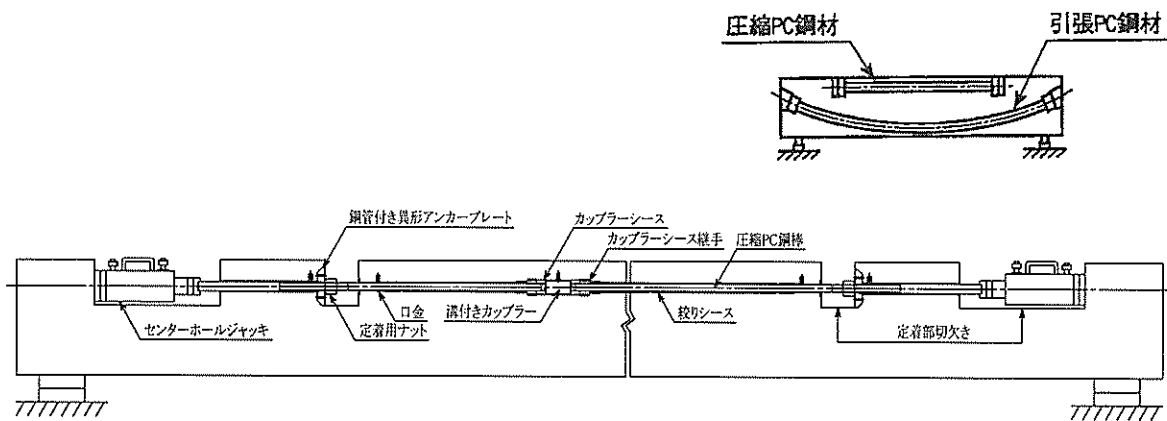 圧縮PC鋼材
引張PC鋼材
鋼管付き異形アンカープレート
カップラーシース
カップラーシース継手
圧縮PC鋼棒
センターホールジャッキ
口金
定着用ナット
溝付きカップラー
絞りシース
定着部切欠き